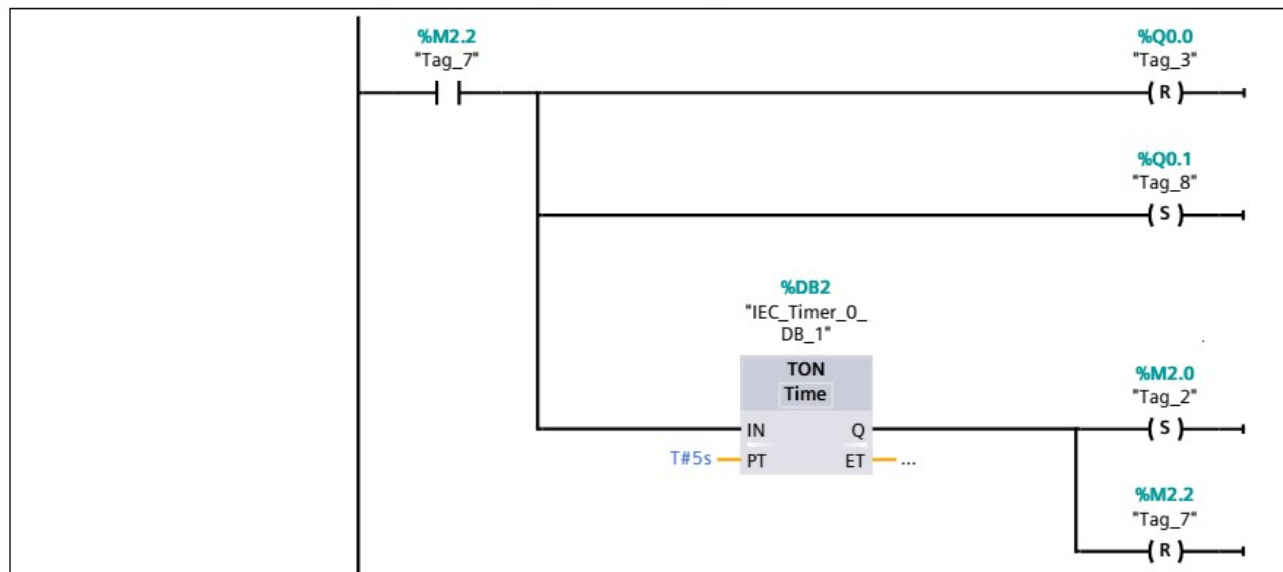 %M2.2
"Tag_7"
%Q0.0
"Tag_3"
R
%Q0.1
"Tag_8"
S
%DB2
"IEC_Timer_0_
DB_1"
TON
Time
IN Q
T#5s PT ET ...
%M2.0
"Tag_2"
S
%M2.2
"Tag_7"
R